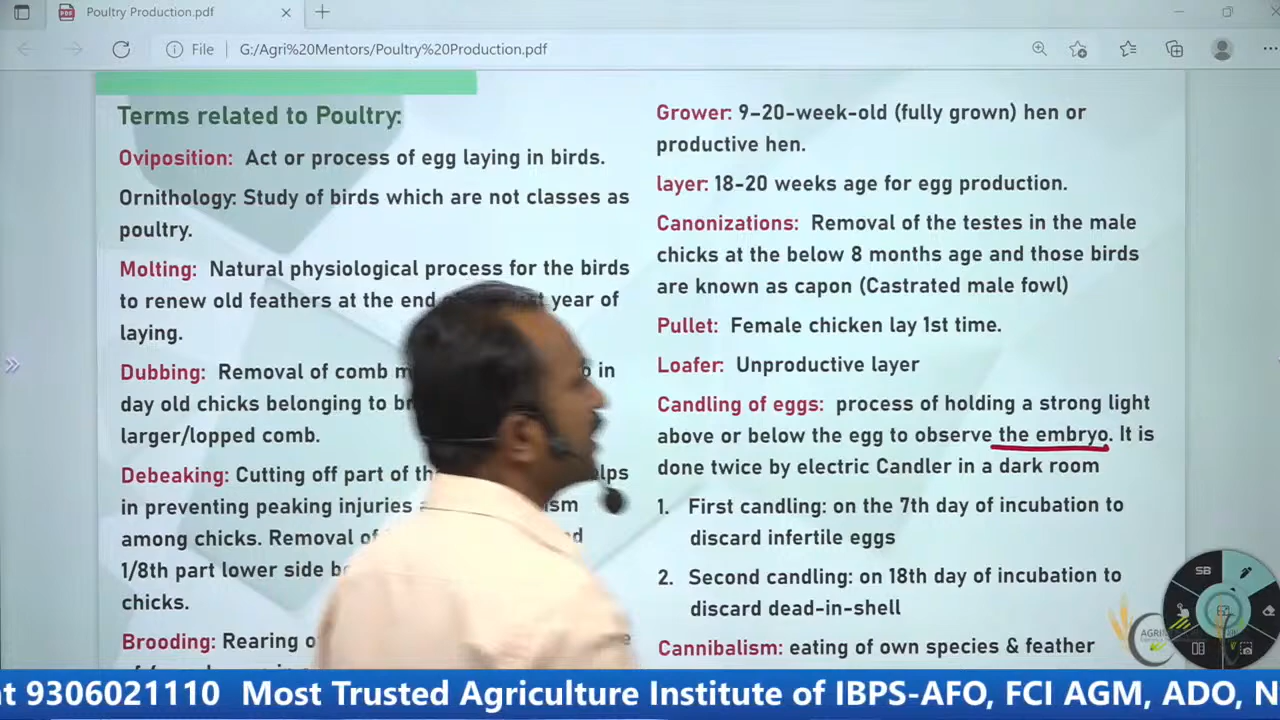 Poultry Production.pdf
File
G:/Agri%20Mentors/Poultry%20Production.pdf
Terms related to Poultry:
Oviposition: Act or process of egg laying in birds.
Ornithology: Study of birds which are not classes as
poultry.
Molting: Natural physiological process for the birds
to renew old feathers at the end year of
laying.
Dubbing: Removal of comb in
day old chicks belonging to
larger/lopped comb.
Debeaking: Cutting off part of
in preventing peaking injuries
among chicks. Removal of
1/8th part lower side
chicks.
Brooding: Rearing
Grower: 9-20-week-old (fully grown) hen or
productive hen.
layer: 18-20 weeks age for egg production.
Canonizations: Removal of the testes in the male
chicks at the below 8 months age and those birds
are known as capon (Castrated male fowl)
Pullet: Female chicken lay 1st time.
Loafer: Unproductive layer
Candling of eggs: process of holding a strong light
above or below the egg to observe the embryo. It is
done twice by electric Candler in a dark room
1. First candling: on the 7th day of incubation to
discard infertile eggs
2. Second candling: on 18th day of incubation to
discard dead-in-shell
Cannibalism: eating of own species & feather
SB
at 9306021110 Most Trusted Agriculture Institute of IBPS-AFO, FCI AGM, ADO, N